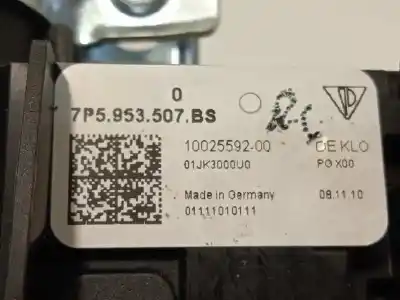 0
7P5.953.507.BS
10025592-00 DE KLO
01JK3000U0 PG X00
Made in Germany 08.11.10
01111010111